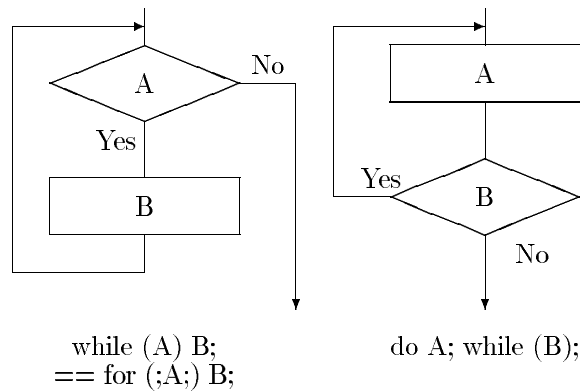 A
No
Yes
B
while (A) B;
== for (;A;) B;
A
Yes
B
No
do A; while (B);